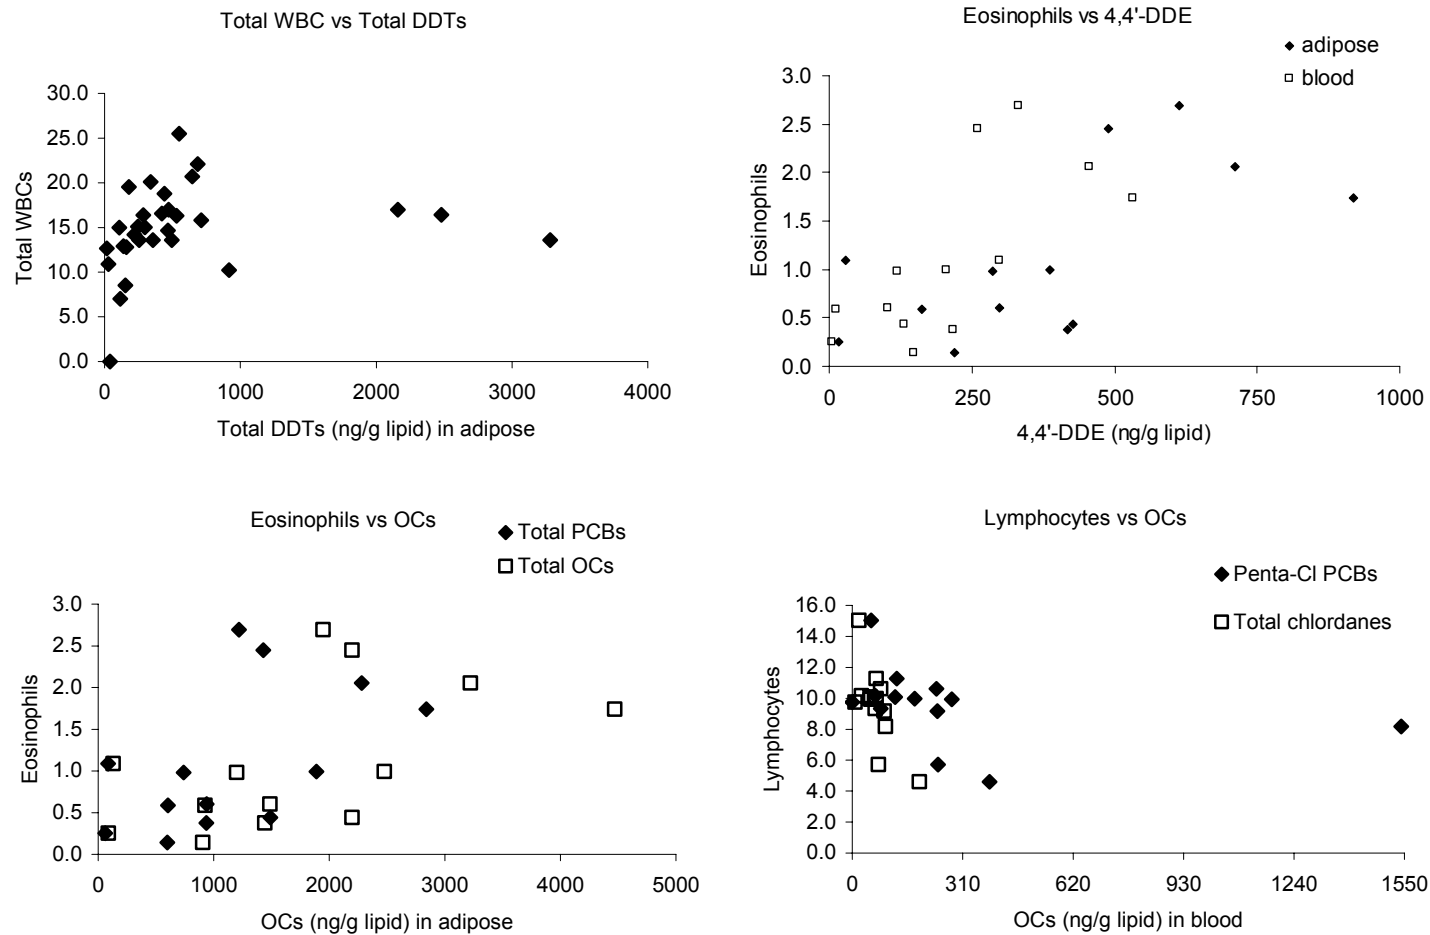 Total WBC vs Total DDTs
30.0
25.0
20.0
15.0
10.0
5.0
0.0
Total WBCs
0 1000 2000 3000 4000
Total DDTs (ng/g lipid) in adipose
Eosinophils vs 4,4'-DDE
adipose
blood
3.0
2.5
2.0
1.5
1.0
0.5
0.0
Eosinophils
0 250 500 750 1000
4,4'-DDE (ng/g lipid)
Eosinophils vs OCs
Total PCBs
Total OCs
3.0
2.5
2.0
1.5
1.0
0.5
0.0
Eosinophils
0 1000 2000 3000 4000 5000
OCs (ng/g lipid) in adipose
Lymphocytes vs OCs
Penta-Cl PCBs
Total chlordanes
16.0
14.0
12.0
10.0
8.0
6.0
4.0
2.0
0.0
Lymphocytes
0 310 620 930 1240 1550
OCs (ng/g lipid) in blood